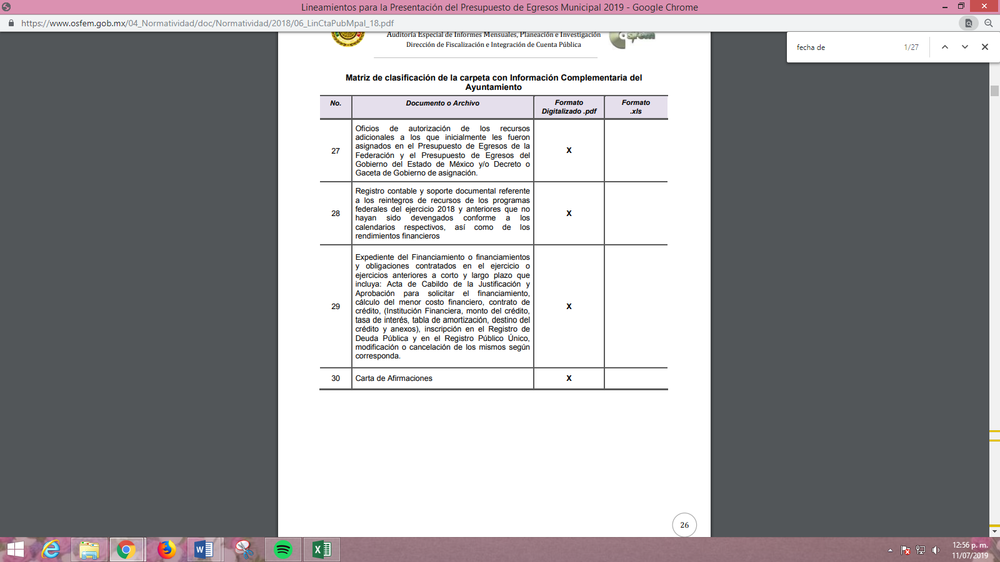 Lineamientos para la Presentación del Presupuesto de Egresos Municipal 2019 - Google Chrome
https://www.osfem.gob.mx/04_Normatividad/doc/Normatividad/2018/06_LinCtaPubMpal_18.pdf
fecha de 1/27
Auditoría Especial de Informes Mensuales, Planeación e Investigación
Dirección de Fiscalización e Integración de Cuenta Pública
osfem
Matriz de clasificación de la carpeta con Información Complementaria del
Ayuntamiento
No. Documento o Archivo Formato Digitalizado .pdf Formato .xls
27
Oficios de autorización de los recursos
adicionales a los que inicialmente les fueron
asignados en el Presupuesto de Egresos de la
Federación y el Presupuesto de Egresos del
Gobierno del Estado de México y/o Decreto o
Gaceta de Gobierno de asignación.
X
28
Registro contable y soporte documental referente
a los reintegros de recursos de los programas
federales del ejercicio 2018 y anteriores que no
hayan sido devengados conforme a los
calendarios respectivos, así como de los
rendimientos financieros
X
29
Expediente del Financiamiento o financiamientos
y obligaciones contratados en el ejercicio o
ejercicios anteriores a corto y largo plazo que
incluya: Acta de Cabildo de la Justificación y
Aprobación para solicitar el financiamiento,
cálculo del menor costo financiero, contrato de
crédito, (Institución Financiera, monto del crédito,
tasa de interés, tabla de amortización, destino del
crédito y anexos), inscripción en el Registro de
Deuda Pública y en el Registro Público Único,
modificación o cancelación de los mismos según
corresponda.
X
30 Carta de Afirmaciones X
26
12:56 p. m.
11/07/2019